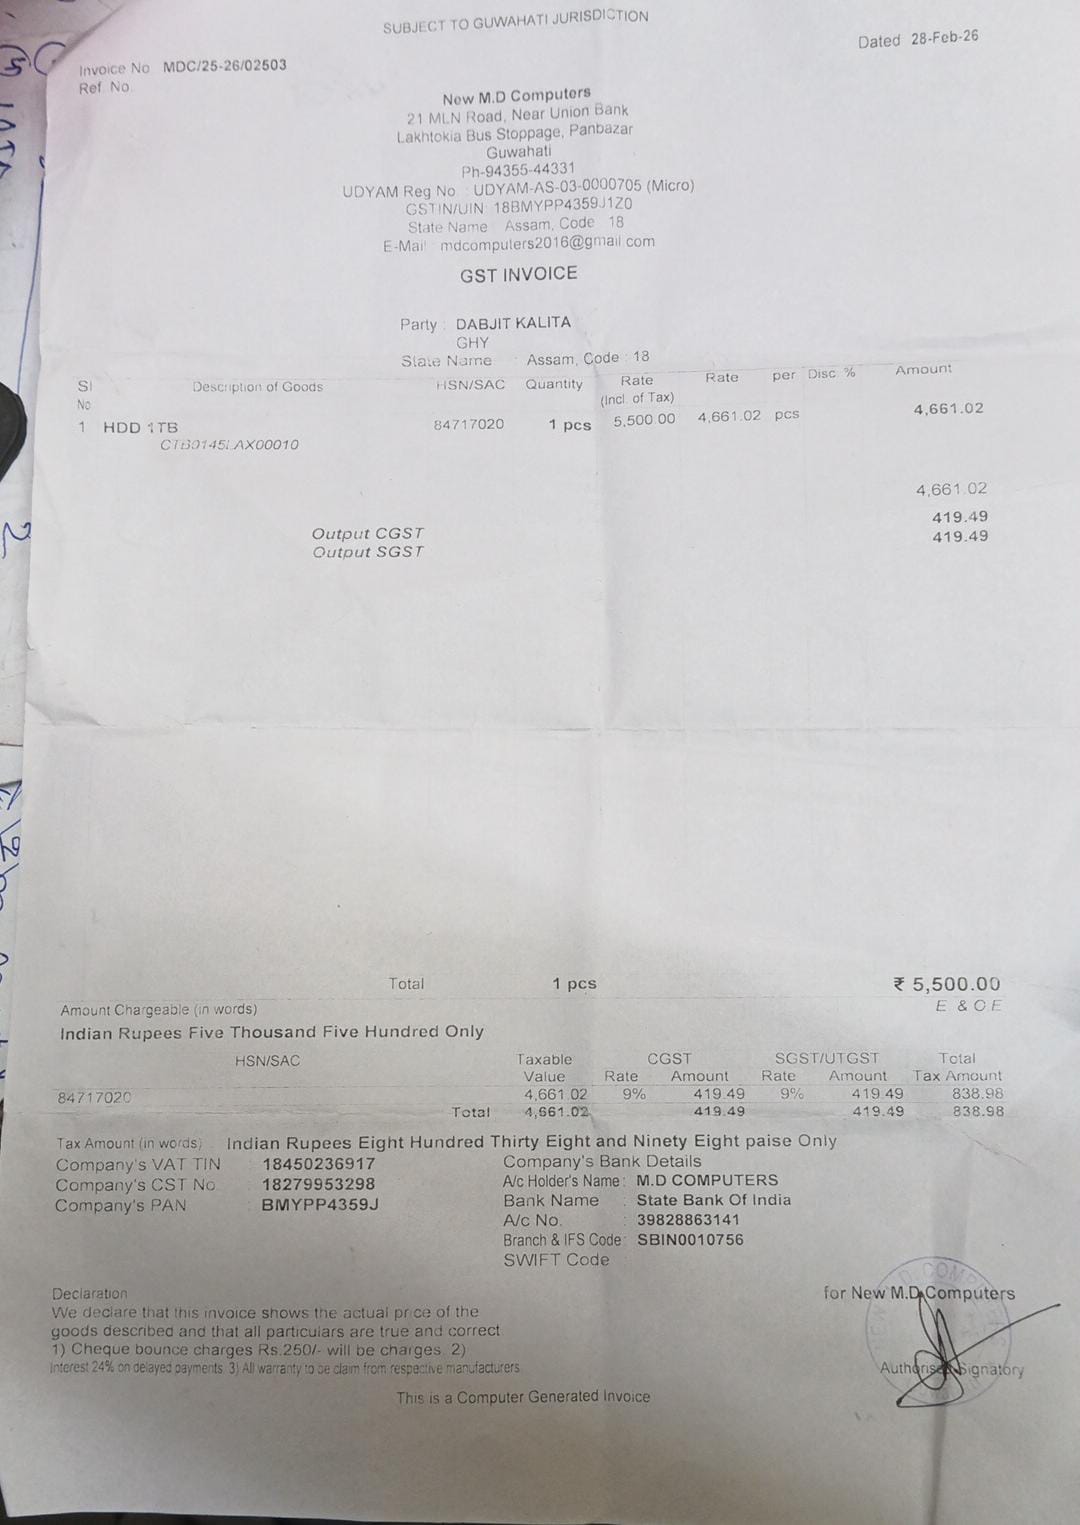 SUBJECT TO GUWAHATI JURISDICTION
Dated 28-Feb-26
Invoice No MDC/25-26/02503
Ref. No.
New M.D Computers
21 MLN Road, Near Union Bank
Lakhtokia Bus Stoppage, Panbazar
Guwahati
Ph-94355-44331
UDYAM Reg No. : UDYAM-AS-03-0000705 (Micro)
GSTIN/UIN: 18BMYPP4359J1Z0
State Name : Assam, Code : 18
E-Mail : mdcomputers2016@gmail.com
GST INVOICE
Party : DABJIT KALITA
GHY
State Name : Assam, Code : 18
Sl No. Description of Goods HSN/SAC Quantity Rate (Incl. of Tax) Rate per Disc. % Amount
1 HDD 1TB 84717020 1 pcs 5,500.00 4,661.02 pcs 4,661.02
4,661.02
Output CGST 419.49
Output SGST 419.49
Total 1 pcs ₹ 5,500.00
Amount Chargeable (in words) E & O E
Indian Rupees Five Thousand Five Hundred Only
HSN/SAC Taxable Value CGST Rate Amount SGST/UTGST Rate Amount Total Tax Amount
84717020 4,661.02 9% 419.49 9% 419.49 838.98
Total 4,661.02 419.49 419.49 838.98
Tax Amount (in words) : Indian Rupees Eight Hundred Thirty Eight and Ninety Eight paise Only
Company's VAT TIN : 18450236917
Company's CST No. : 18279953298
Company's PAN : BMYPP4359J
Company's Bank Details
A/c Holder's Name : M.D COMPUTERS
Bank Name : State Bank Of India
A/c No. : 39828863141
Branch & IFS Code : SBIN0010756
SWIFT Code :
Declaration
We declare that this invoice shows the actual price of the
goods described and that all particulars are true and correct
1) Cheque bounce charges Rs.250/- will be charges. 2)
Interest 24% on delayed payments. 3) All warranty to be claim from respective manufacturers.
for New M.D Computers
Authorised Signatory
This is a Computer Generated Invoice